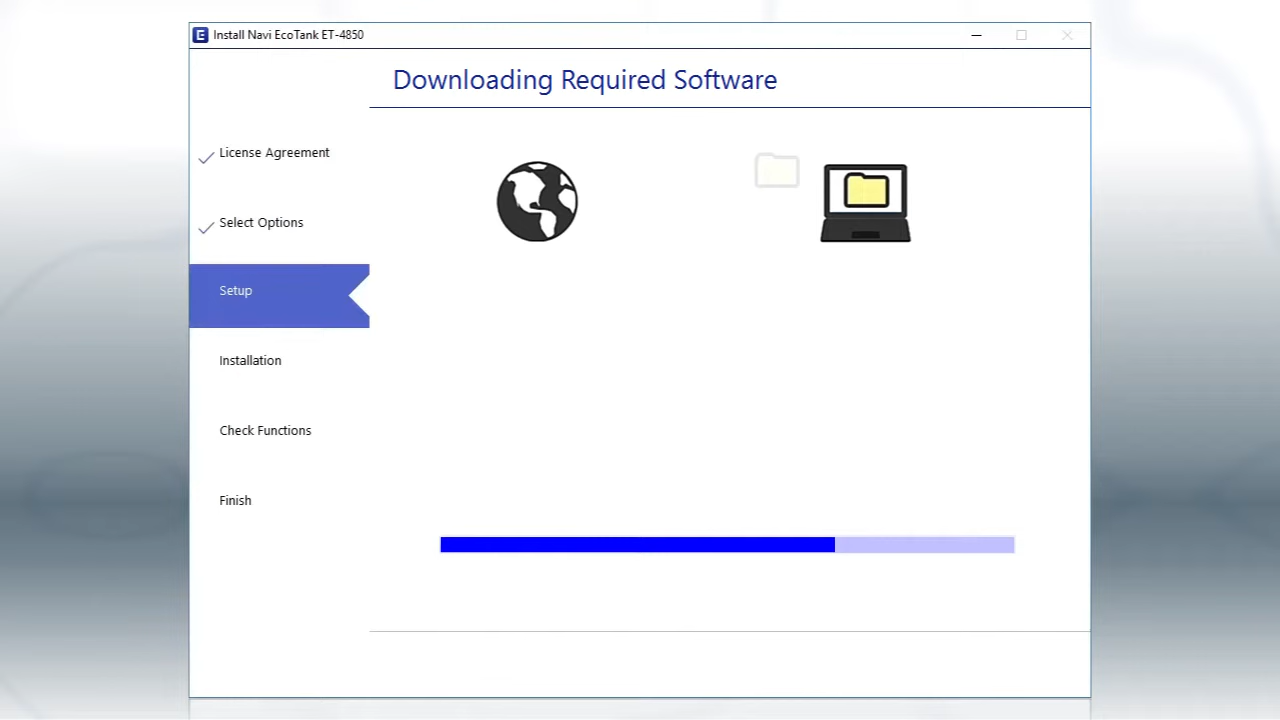 E Install Navi EcoTank ET-4850
Downloading Required Software
License Agreement
Select Options
Setup
Installation
Check Functions
Finish